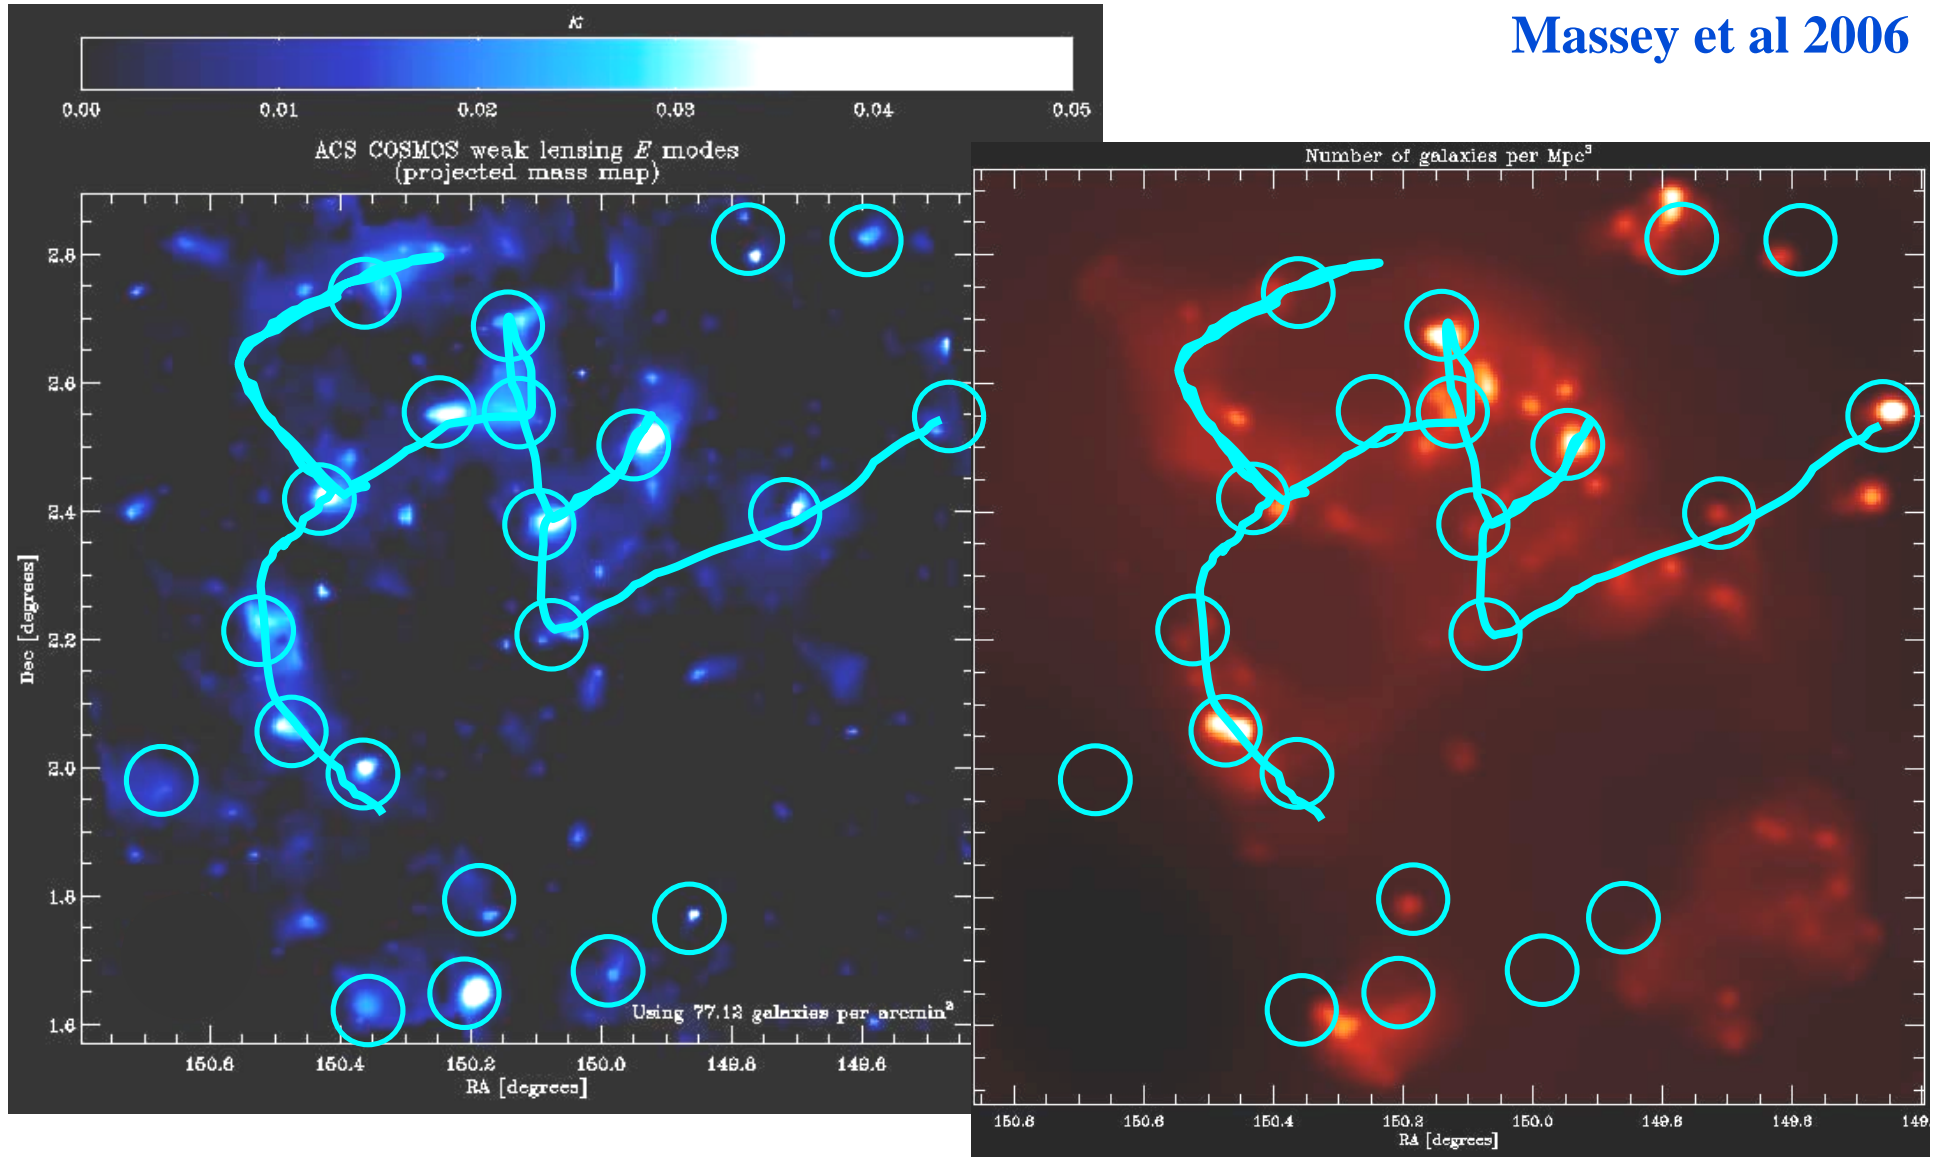 Massey et al 2006
κ
0.00 0.01 0.02 0.03 0.04 0.05
ACS COSMOS weak lensing E modes
(projected mass map)
Number of galaxies per Mpc³
2.8
2.6
2.4
2.2
2.0
1.8
1.6
Dec [degrees]
Using 77.12 galaxies per arcmin²
150.6 150.4 150.2 150.0 149.8 149.6
RA [degrees]
150.8 150.6 150.4 150.2 150.0 149.8 149.6 149.
RA [degrees]